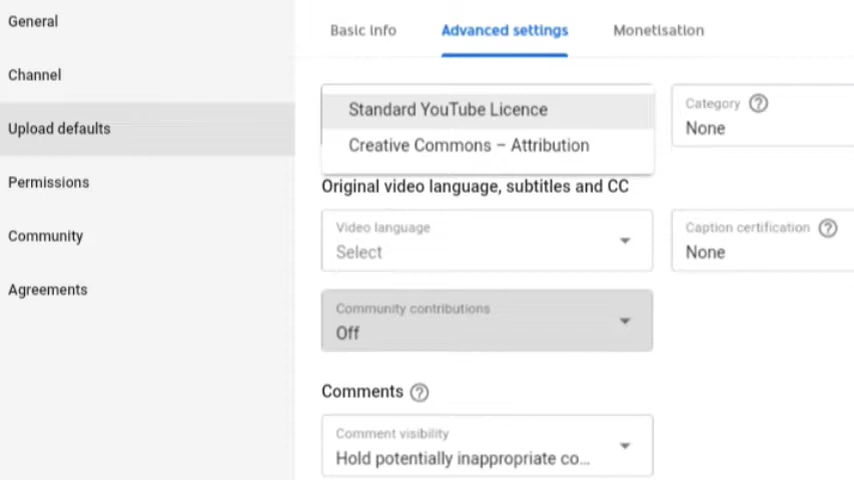 General
Channel
Upload defaults
Permissions
Community
Agreements
Basic info
Advanced settings
Monetisation
Standard YouTube Licence
Creative Commons – Attribution
Category
None
Original video language, subtitles and CC
Video language
Select
Caption certification
None
Community contributions
Off
Comments
Comment visibility
Hold potentially inappropriate co...